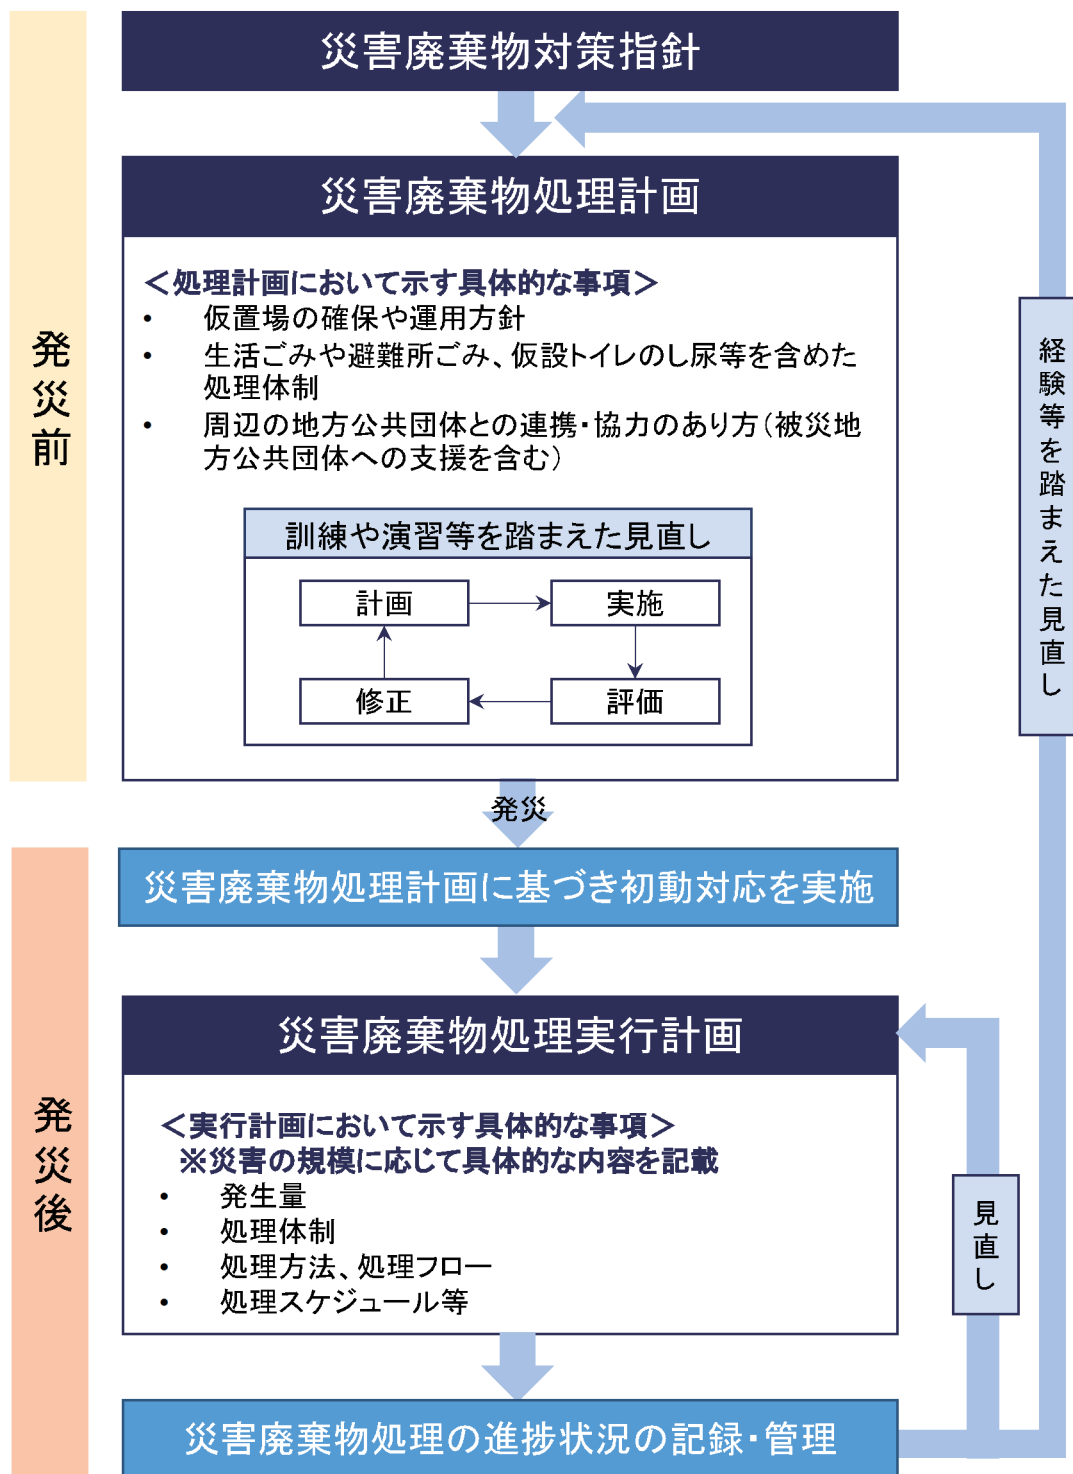 災害廃棄物対策指針
発災前
災害廃棄物処理計画
＜処理計画において示す具体的な事項＞
• 仮置場の確保や運用方針
• 生活ごみや避難所ごみ、仮設トイレのし尿等を含めた
処理体制
• 周辺の地方公共団体との連携・協力のあり方（被災地
方公共団体への支援を含む）
訓練や演習等を踏まえた見直し
計画
実施
修正
評価
経験等を踏まえた見直し
発災
発災後
災害廃棄物処理計画に基づき初動対応を実施
災害廃棄物処理実行計画
＜実行計画において示す具体的な事項＞
※災害の規模に応じて具体的な内容を記載
• 発生量
• 処理体制
• 処理方法、処理フロー
• 処理スケジュール等
見直し
災害廃棄物処理の進捗状況の記録・管理